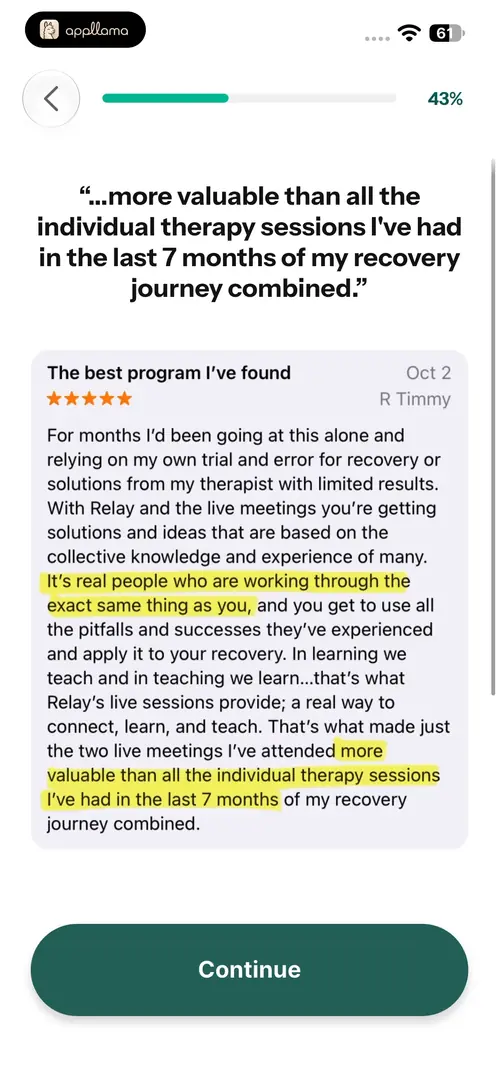 appllama
61
43%
“...more valuable than all the
individual therapy sessions I've had
in the last 7 months of my recovery
journey combined.”
The best program I’ve found
Oct 2
R Timmy
For months I’d been going at this alone and
relying on my own trial and error for recovery or
solutions from my therapist with limited results.
With Relay and the live meetings you’re getting
solutions and ideas that are based on the
collective knowledge and experience of many.
It’s real people who are working through the
exact same thing as you, and you get to use all
the pitfalls and successes they’ve experienced
and apply it to your recovery. In learning we
teach and in teaching we learn...that’s what
Relay’s live sessions provide; a real way to
connect, learn, and teach. That’s what made just
the two live meetings I’ve attended more
valuable than all the individual therapy sessions
I’ve had in the last 7 months of my recovery
journey combined.
Continue